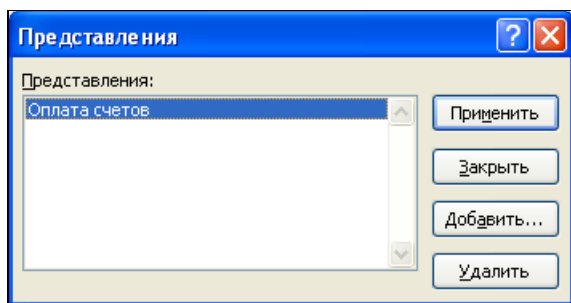 Представления
Представления:
Оплата счетов
Применить
Закрыть
Добавить...
Удалить